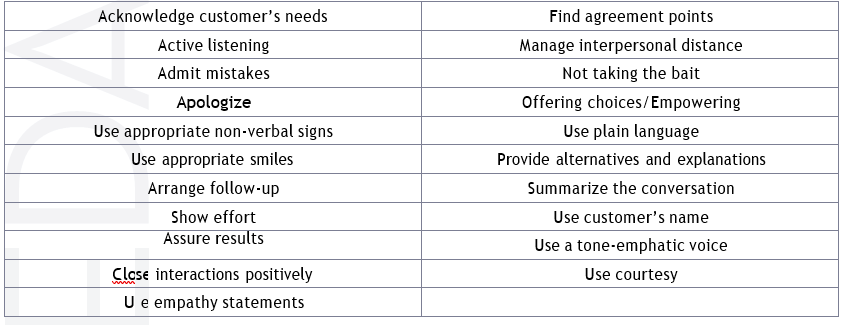 Acknowledge customer's needs
Find agreement points
Active listening
Manage interpersonal distance
Admit mistakes
Not taking the bait
Apologize
Offering choices/Empowering
Use appropriate non-verbal signs
Use plain language
Use appropriate smiles
Provide alternatives and explanations
Arrange follow-up
Summarize the conversation
Show effort
Use customer's name
Assure results
Use a tone-emphatic voice
Close interactions positively
Use courtesy
U e empathy statements
EDA